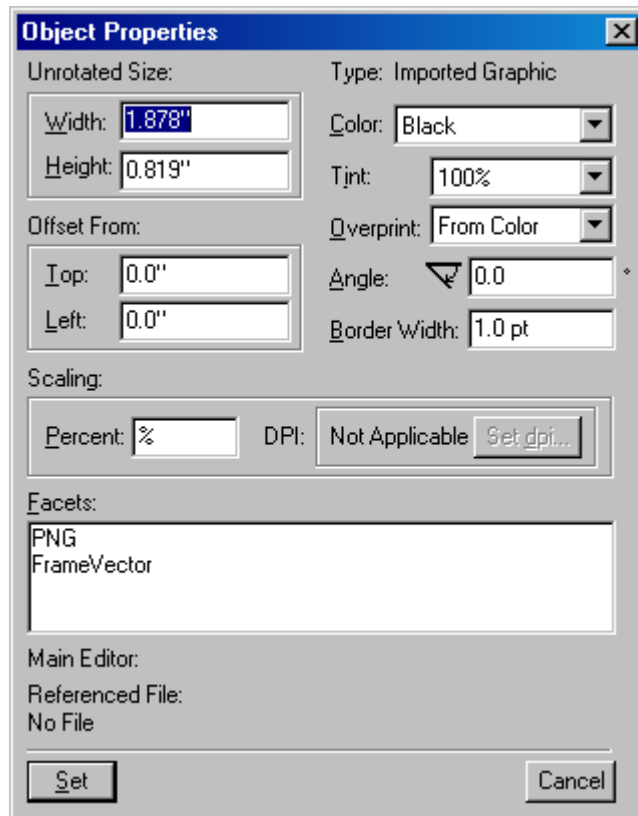 Object Properties
Unrotated Size:
Width: 1.878"
Height: 0.819"
Offset From:
Top: 0.0"
Left: 0.0"
Type: Imported Graphic
Color: Black
Tint: 100%
Overprint: From Color
Angle: 0.0 °
Border Width: 1.0 pt
Scaling:
Percent: %
DPI: Not Applicable Set dpi...
Facets:
PNG
FrameVector
Main Editor:
Referenced File:
No File
Set
Cancel